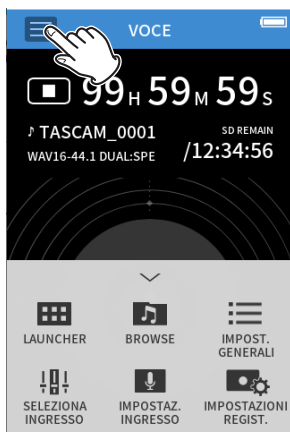 VOCE
99H 59M 59S
♪ TASCAM_0001
SD REMAIN
WAV16-44.1 DUAL:SPE
/12:34:56
LAUNCHER
BROWSE
IMPOST.
GENERALI
SELEZIONA
INGRESSO
IMPOSTAZ.
INGRESSO
IMPOSTAZIONI
REGIST.